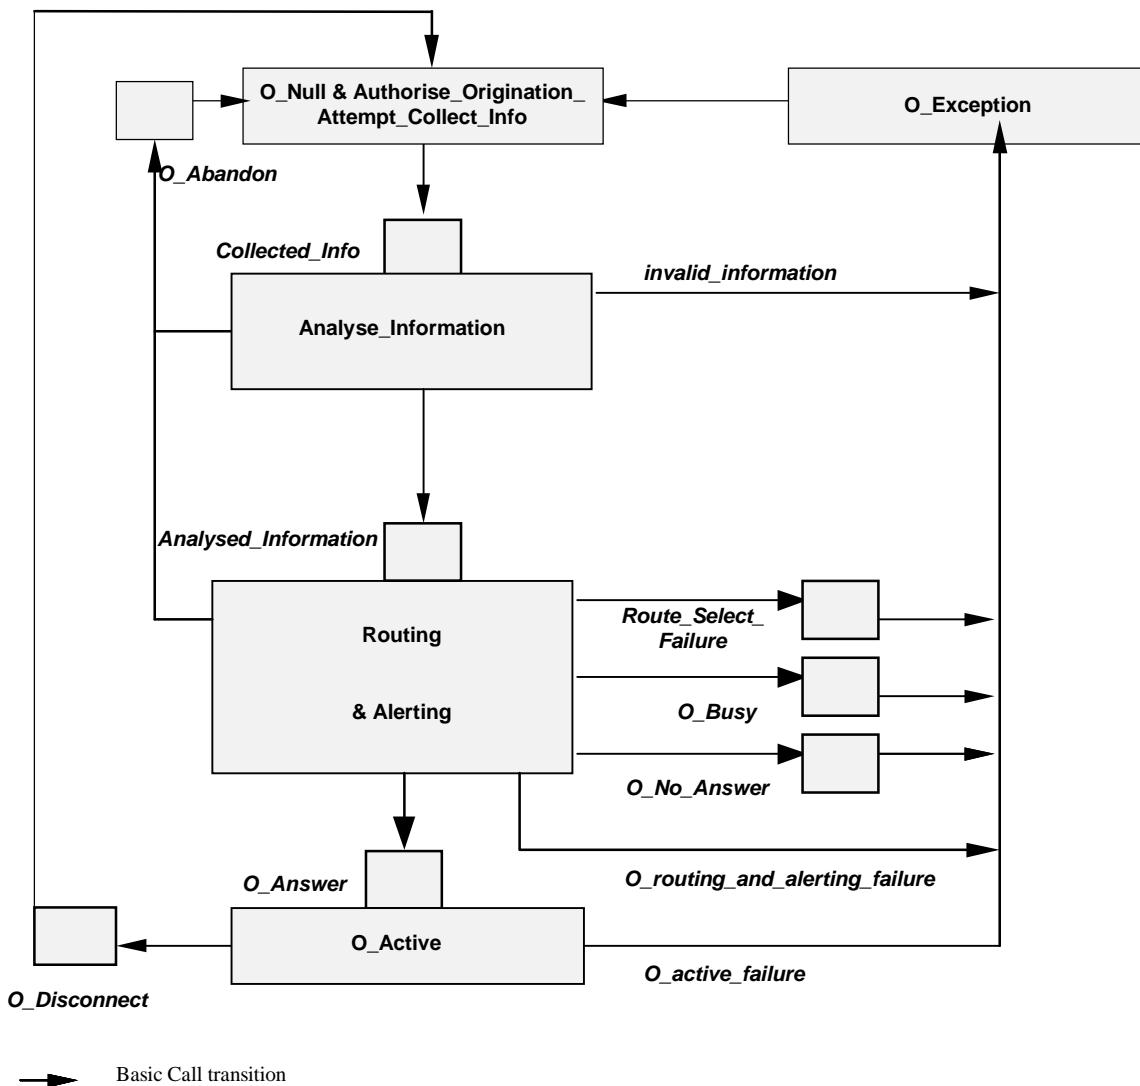 O_Null & Authorise_Origination_
Attempt_Collect_Info
O_Exception
O_Abandon
Collected_Info
invalid_information
Analyse_Information
Analysed_Information
Routing
& Alerting
Route_Select_
Failure
O_Busy
O_No_Answer
O_routing_and_alerting_failure
O_Answer
O_Active
O_active_failure
O_Disconnect
Basic Call transition